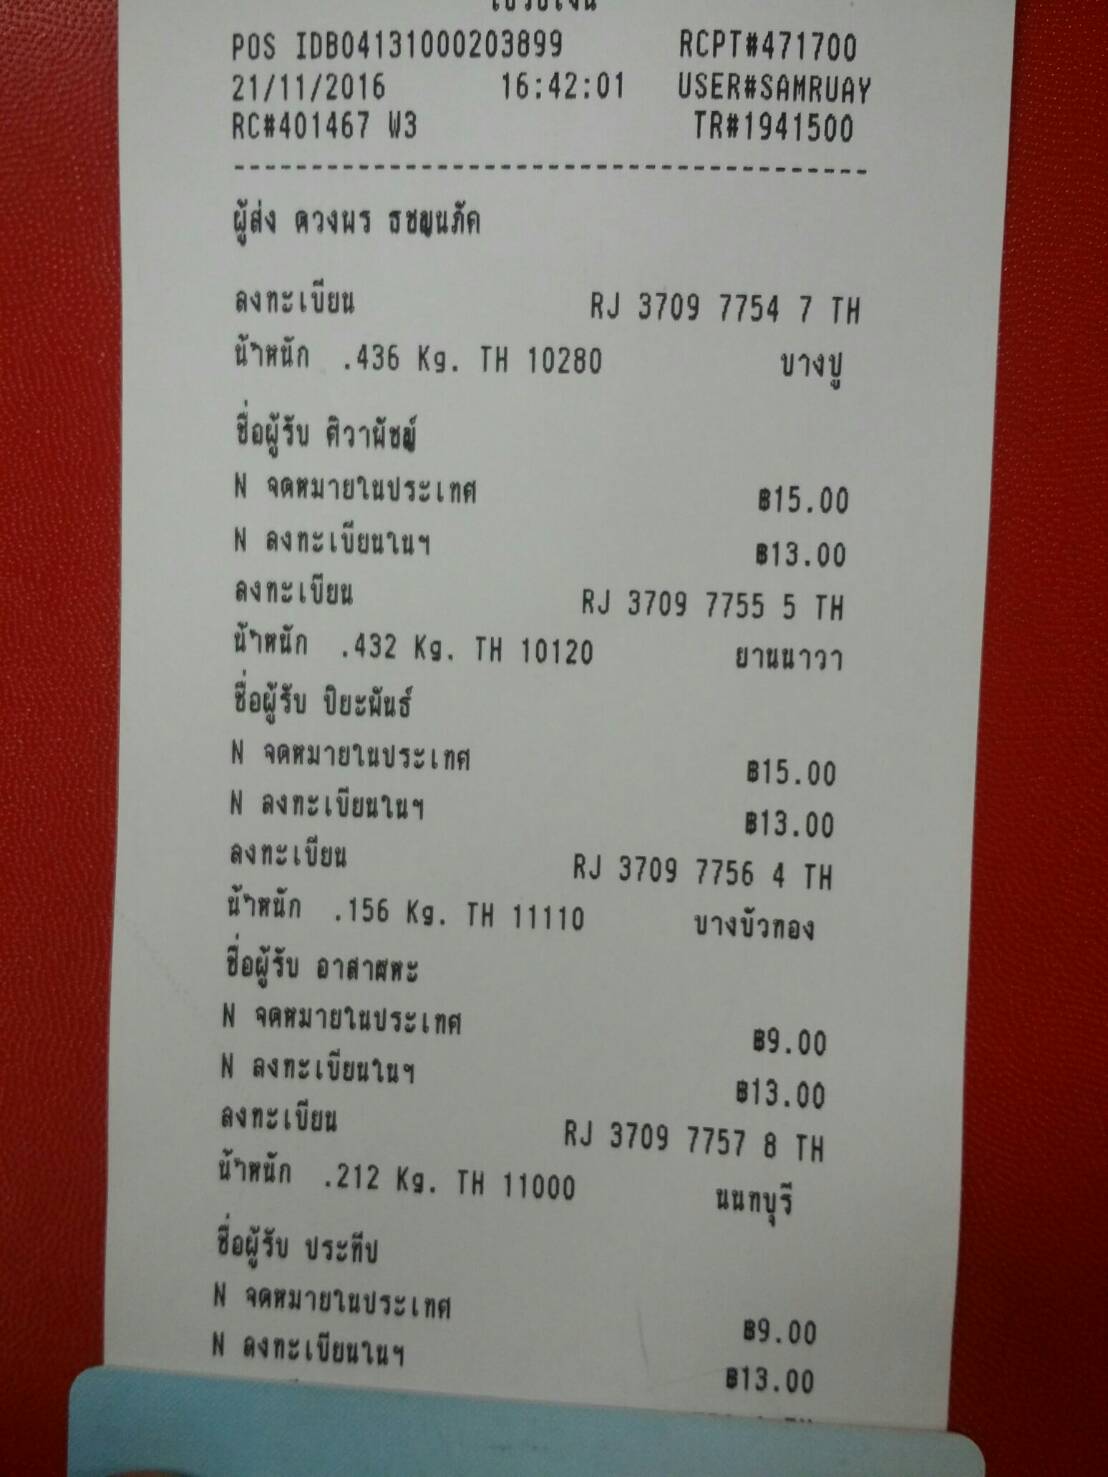 ใบรับเงิน
POS IDB04131000203899 RCPT#471700
21/11/2016 16:42:01 USER#SAMRUAY
RC#401467 W3 TR#1941500
ผู้ส่ง ดวงพร ธชมนภัค
ลงทะเบียน RJ 3709 7754 7 TH
น้ำหนัก .436 Kg. TH 10280 บางปู
ชื่อผู้รับ ศิวาพัชญ์
N จดหมายในประเทศ ฿15.00
N ลงทะเบียนในฯ ฿13.00
ลงทะเบียน RJ 3709 7755 5 TH
น้ำหนัก .432 Kg. TH 10120 ยานนาวา
ชื่อผู้รับ ปิยะพันธ์
N จดหมายในประเทศ ฿15.00
N ลงทะเบียนในฯ ฿13.00
ลงทะเบียน RJ 3709 7756 4 TH
น้ำหนัก .156 Kg. TH 11110 บางบัวทอง
ชื่อผู้รับ อาสาฬหะ
N จดหมายในประเทศ ฿9.00
N ลงทะเบียนในฯ ฿13.00
ลงทะเบียน RJ 3709 7757 8 TH
น้ำหนัก .212 Kg. TH 11000 นนทบุรี
ชื่อผู้รับ ประทีป
N จดหมายในประเทศ ฿9.00
N ลงทะเบียนในฯ ฿13.00